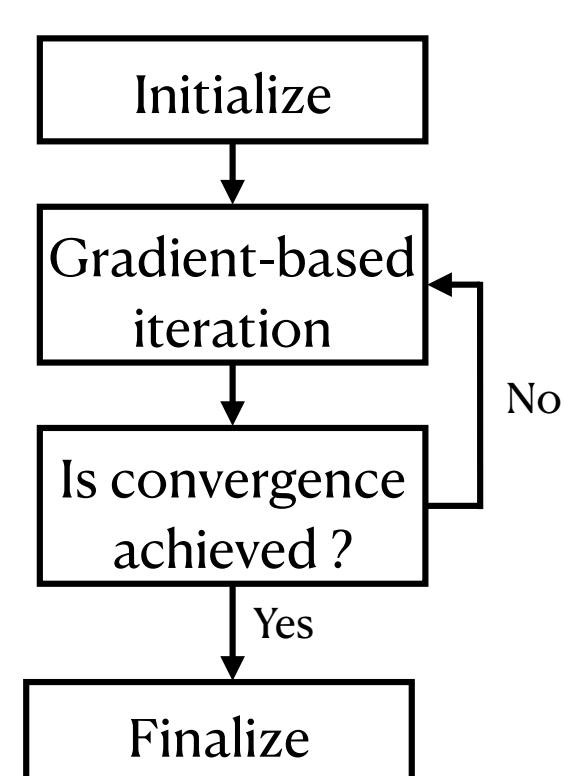 Initialize
Gradient-based
iteration
No
Is convergence
achieved ?
Yes
Finalize